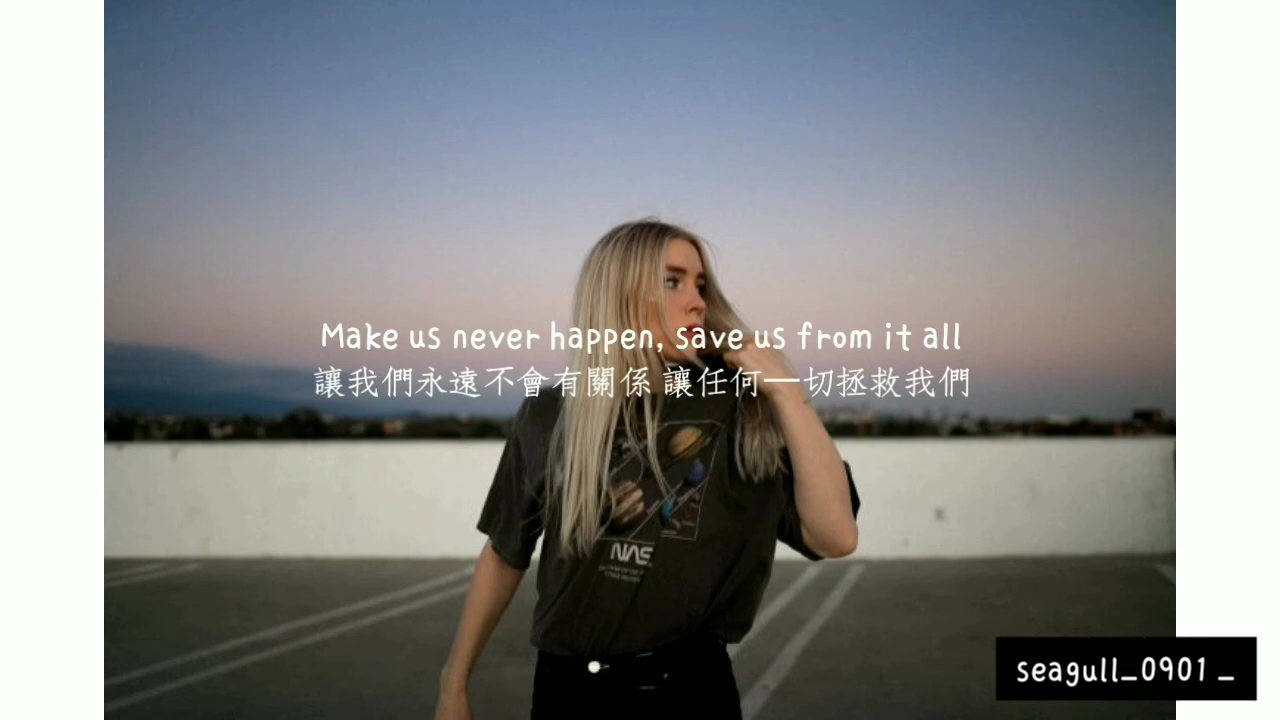 Make us never happen, save us from it all
讓我們永遠不會有關係 讓任何一切拯救我們
NAS
seagull_0901 _